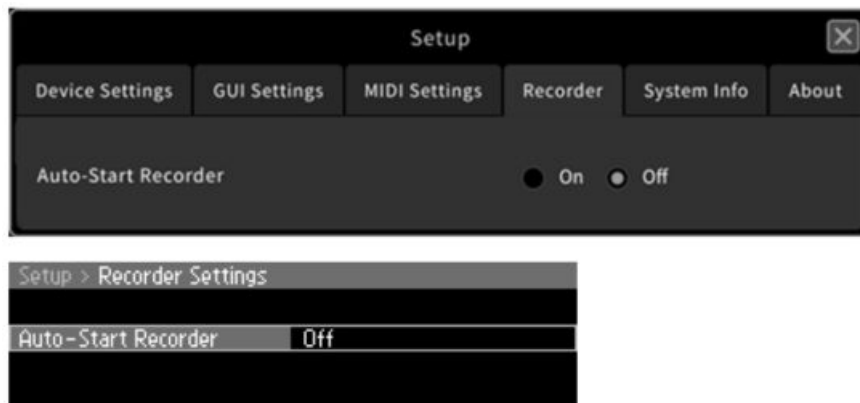 Setup
Device Settings GUI Settings MIDI Settings Recorder System Info About
Auto-Start Recorder On Off
Setup > Recorder Settings
Auto-Start Recorder Off